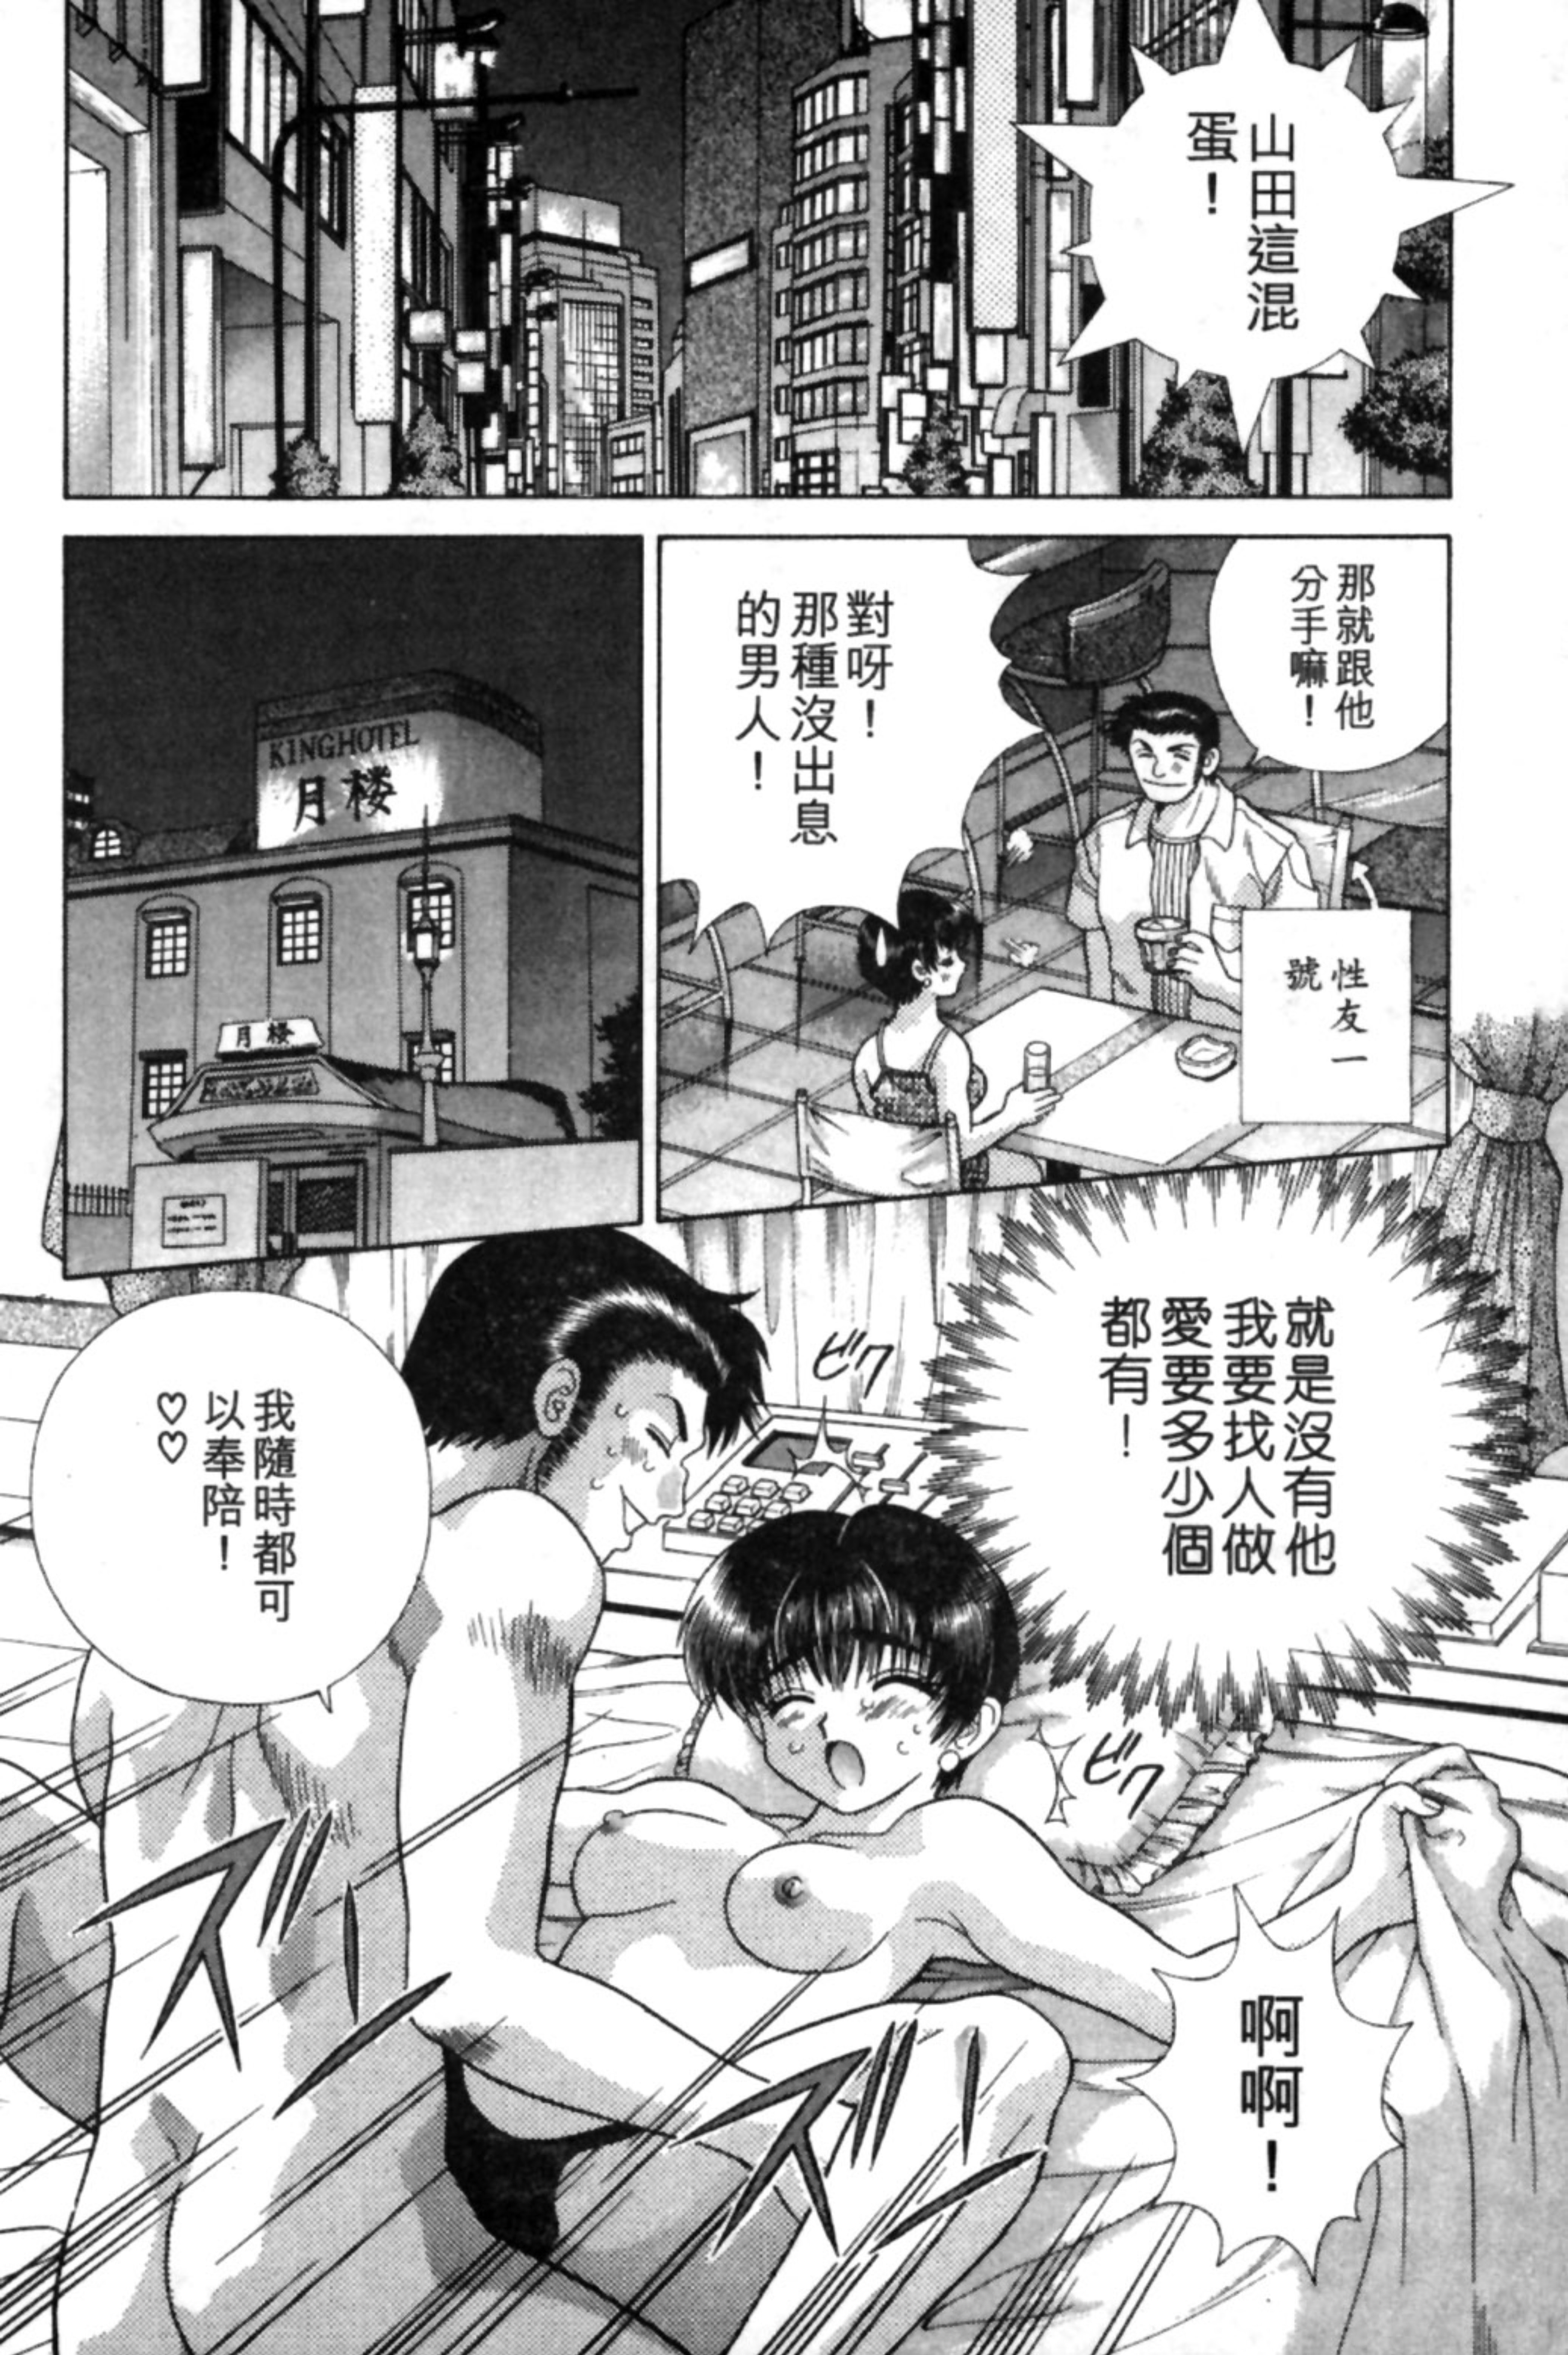 山田這混
蛋！
那就跟他
分手嘛！
性友一
號
對呀！
那種沒出息
的男人！
KINGHOTEL
月楼
月楼
就是沒有他
我要找人做
愛要多少個
都有！
ビク
我隨時都可
以奉陪！
♡♡
ビク
啊啊！